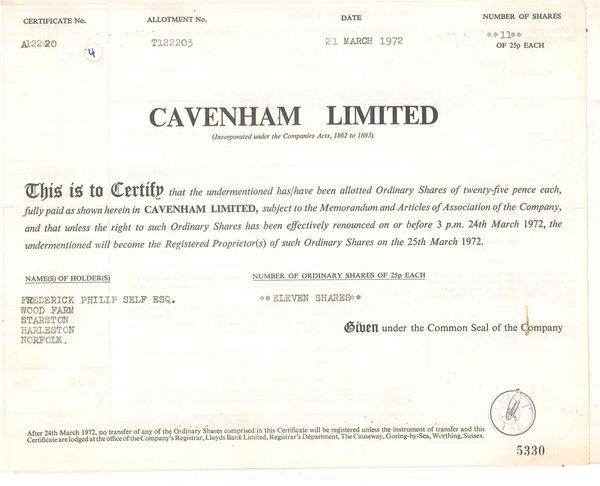 CERTIFICATE No. ALLOTMENT No. DATE NUMBER OF SHARES
A12220 T122203 21 MARCH 1972 **11**
4 OF 25p EACH
CAVENHAM LIMITED
(Incorporated under the Companies Acts, 1862 to 1893)
This is to Certify that the undermentioned has/have been allotted Ordinary Shares of twenty-five pence each,
fully paid as shown herein in CAVENHAM LIMITED, subject to the Memorandum and Articles of Association of the Company,
and that unless the right to such Ordinary Shares has been effectively renounced on or before 3 p.m. 24th March 1972, the
undermentioned will become the Registered Proprietor(s) of such Ordinary Shares on the 25th March 1972.
NAME(S) OF HOLDER(S) NUMBER OF ORDINARY SHARES OF 25p EACH
FREDERICK PHILIP SELF ESQ. **ELEVEN SHARES**
WOOD FARM
STARSTON
HARLESTON
NORFOLK.
Given under the Common Seal of the Company
After 24th March 1972, no transfer of any of the Ordinary Shares comprised in this Certificate will be registered unless the instrument of transfer and this
Certificate are lodged at the office of the Company's Registrar, Lloyds Bank Limited, Registrar's Department, The Causeway, Goring-by-Sea, Worthing, Sussex.
5330